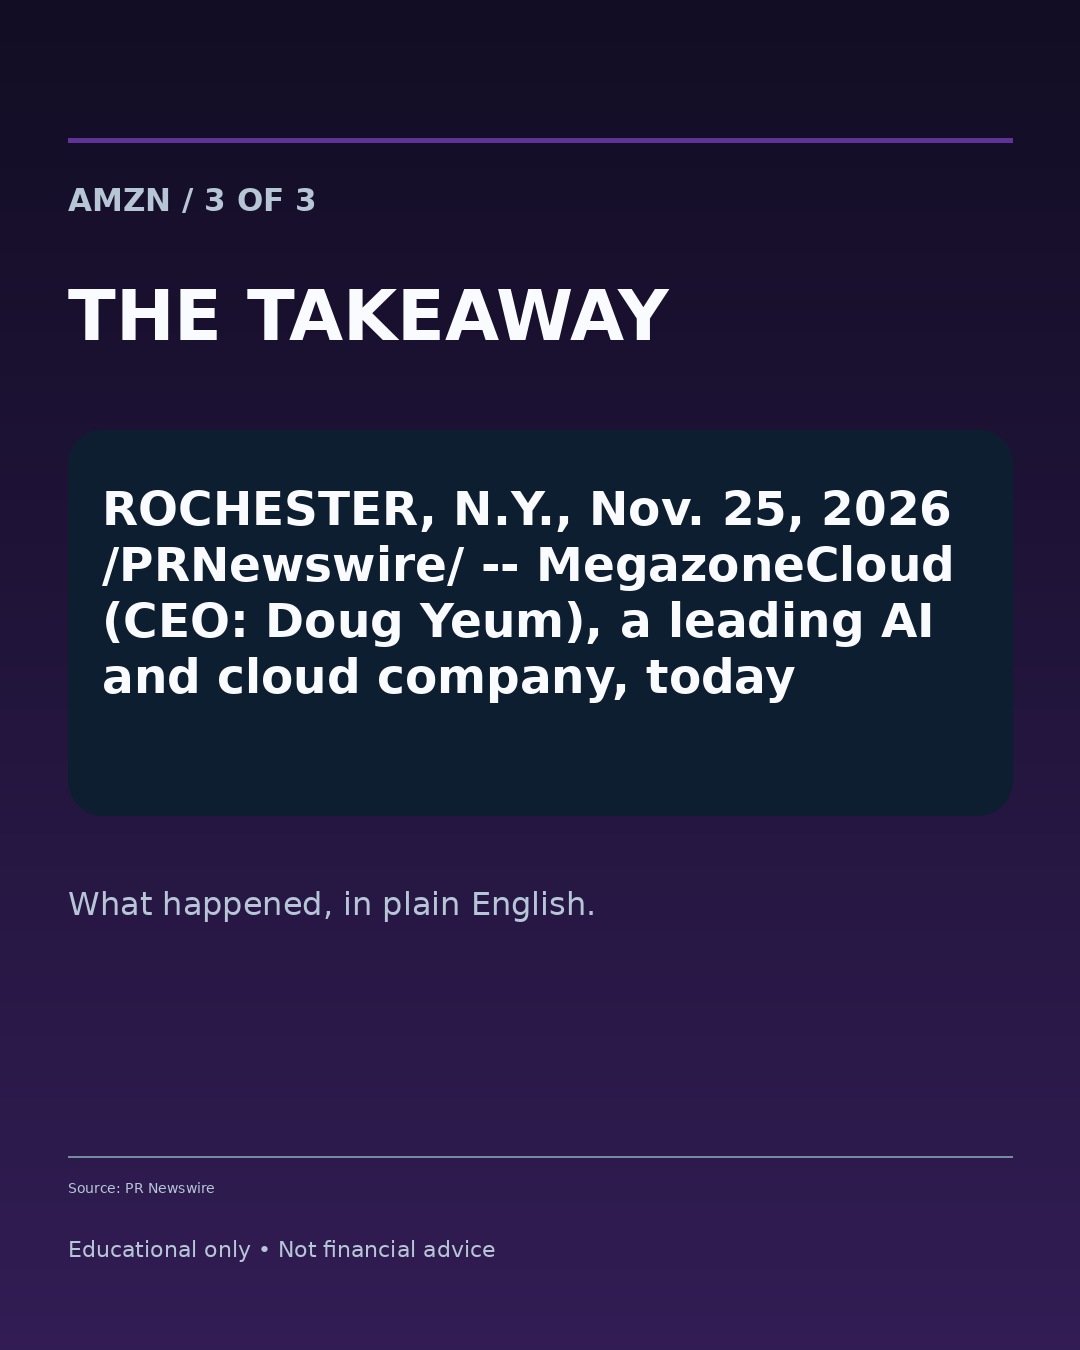 AMZN / 3 OF 3
THE TAKEAWAY
ROCHESTER, N.Y., Nov. 25, 2026
/PRNewswire/ -- MegazoneCloud
(CEO: Doug Yeum), a leading AI
and cloud company, today
What happened, in plain English.
Source: PR Newswire
Educational only • Not financial advice